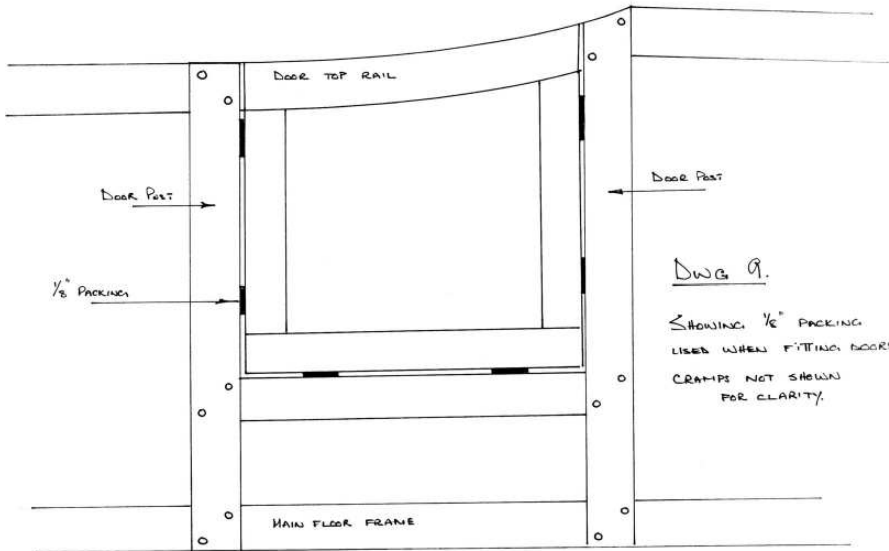 DOOR TOP RAIL
DOOR POST
DOOR POST
1/8" PACKING
DWG 9.
SHOWING 1/8" PACKING
USED WHEN FITTING DOOR
CRAMPS NOT SHOWN
FOR CLARITY.
MAIN FLOOR FRAME